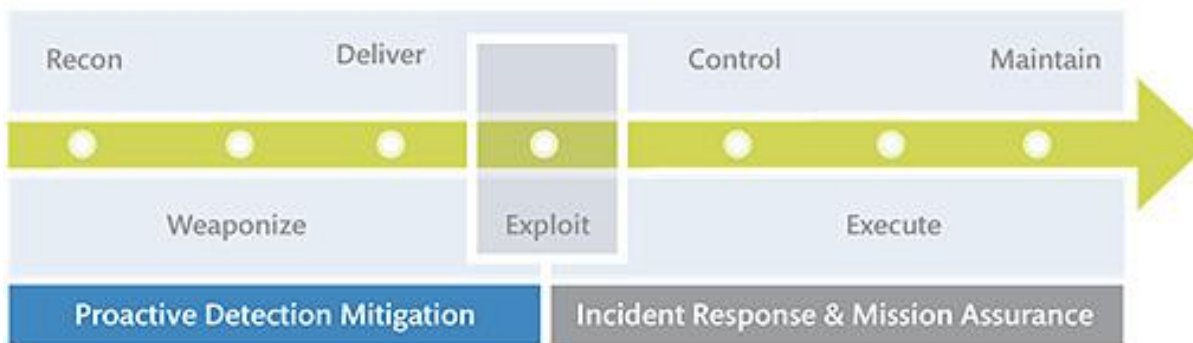 Recon
Deliver
Control
Maintain
Weaponize
Exploit
Execute
Proactive Detection Mitigation
Incident Response & Mission Assurance